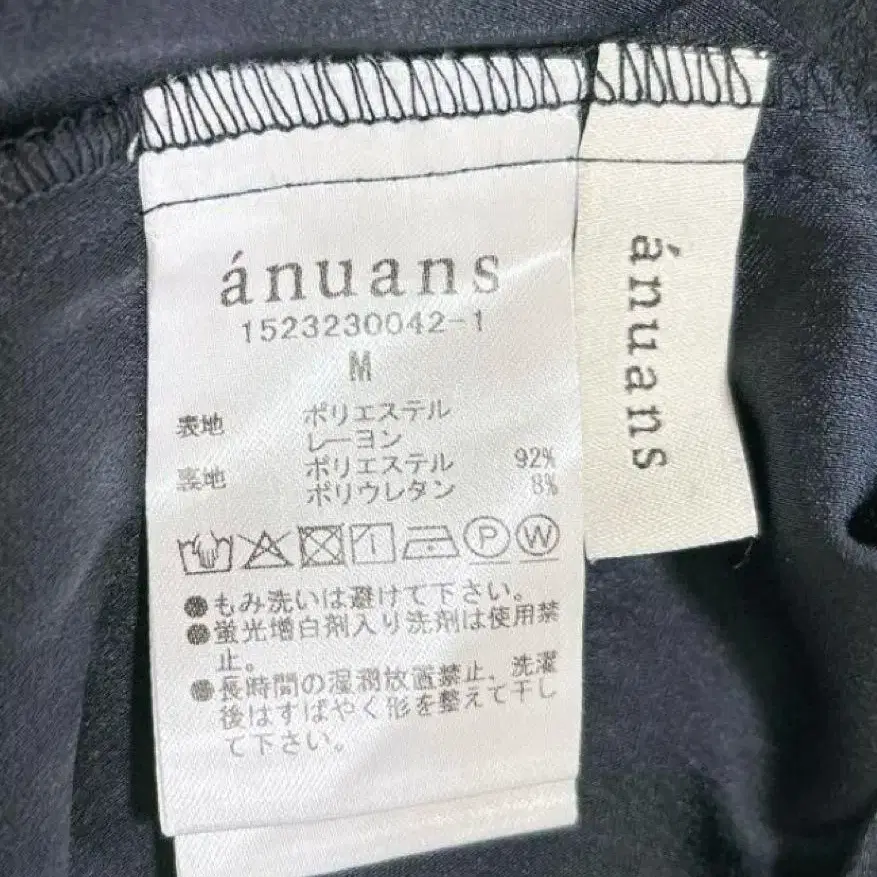 ánuans
1523230042-1
M
表地 ポリエステル
レーヨン
裏地 ポリエステル 92%
ポリウレタン 8%
P W
●もみ洗いは避けて下さい。
●蛍光増白剤入り洗剤は使用禁
止。
●長時間の湿潤放置禁止、洗濯
後はすばやく形を整えて干し
て下さい。
ánuans